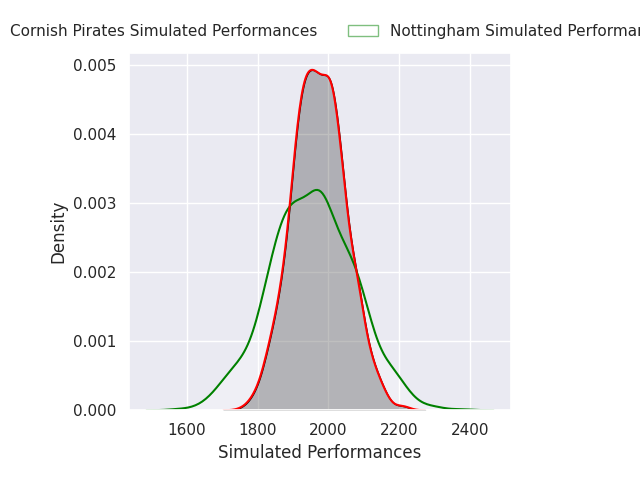 Cornish Pirates Simulated Performances Nottingham Simulated
0.005
0.004
0.003
0.002
0.001
0.000
Density
1600 1800 2000 2200 2400
Simulated Performances